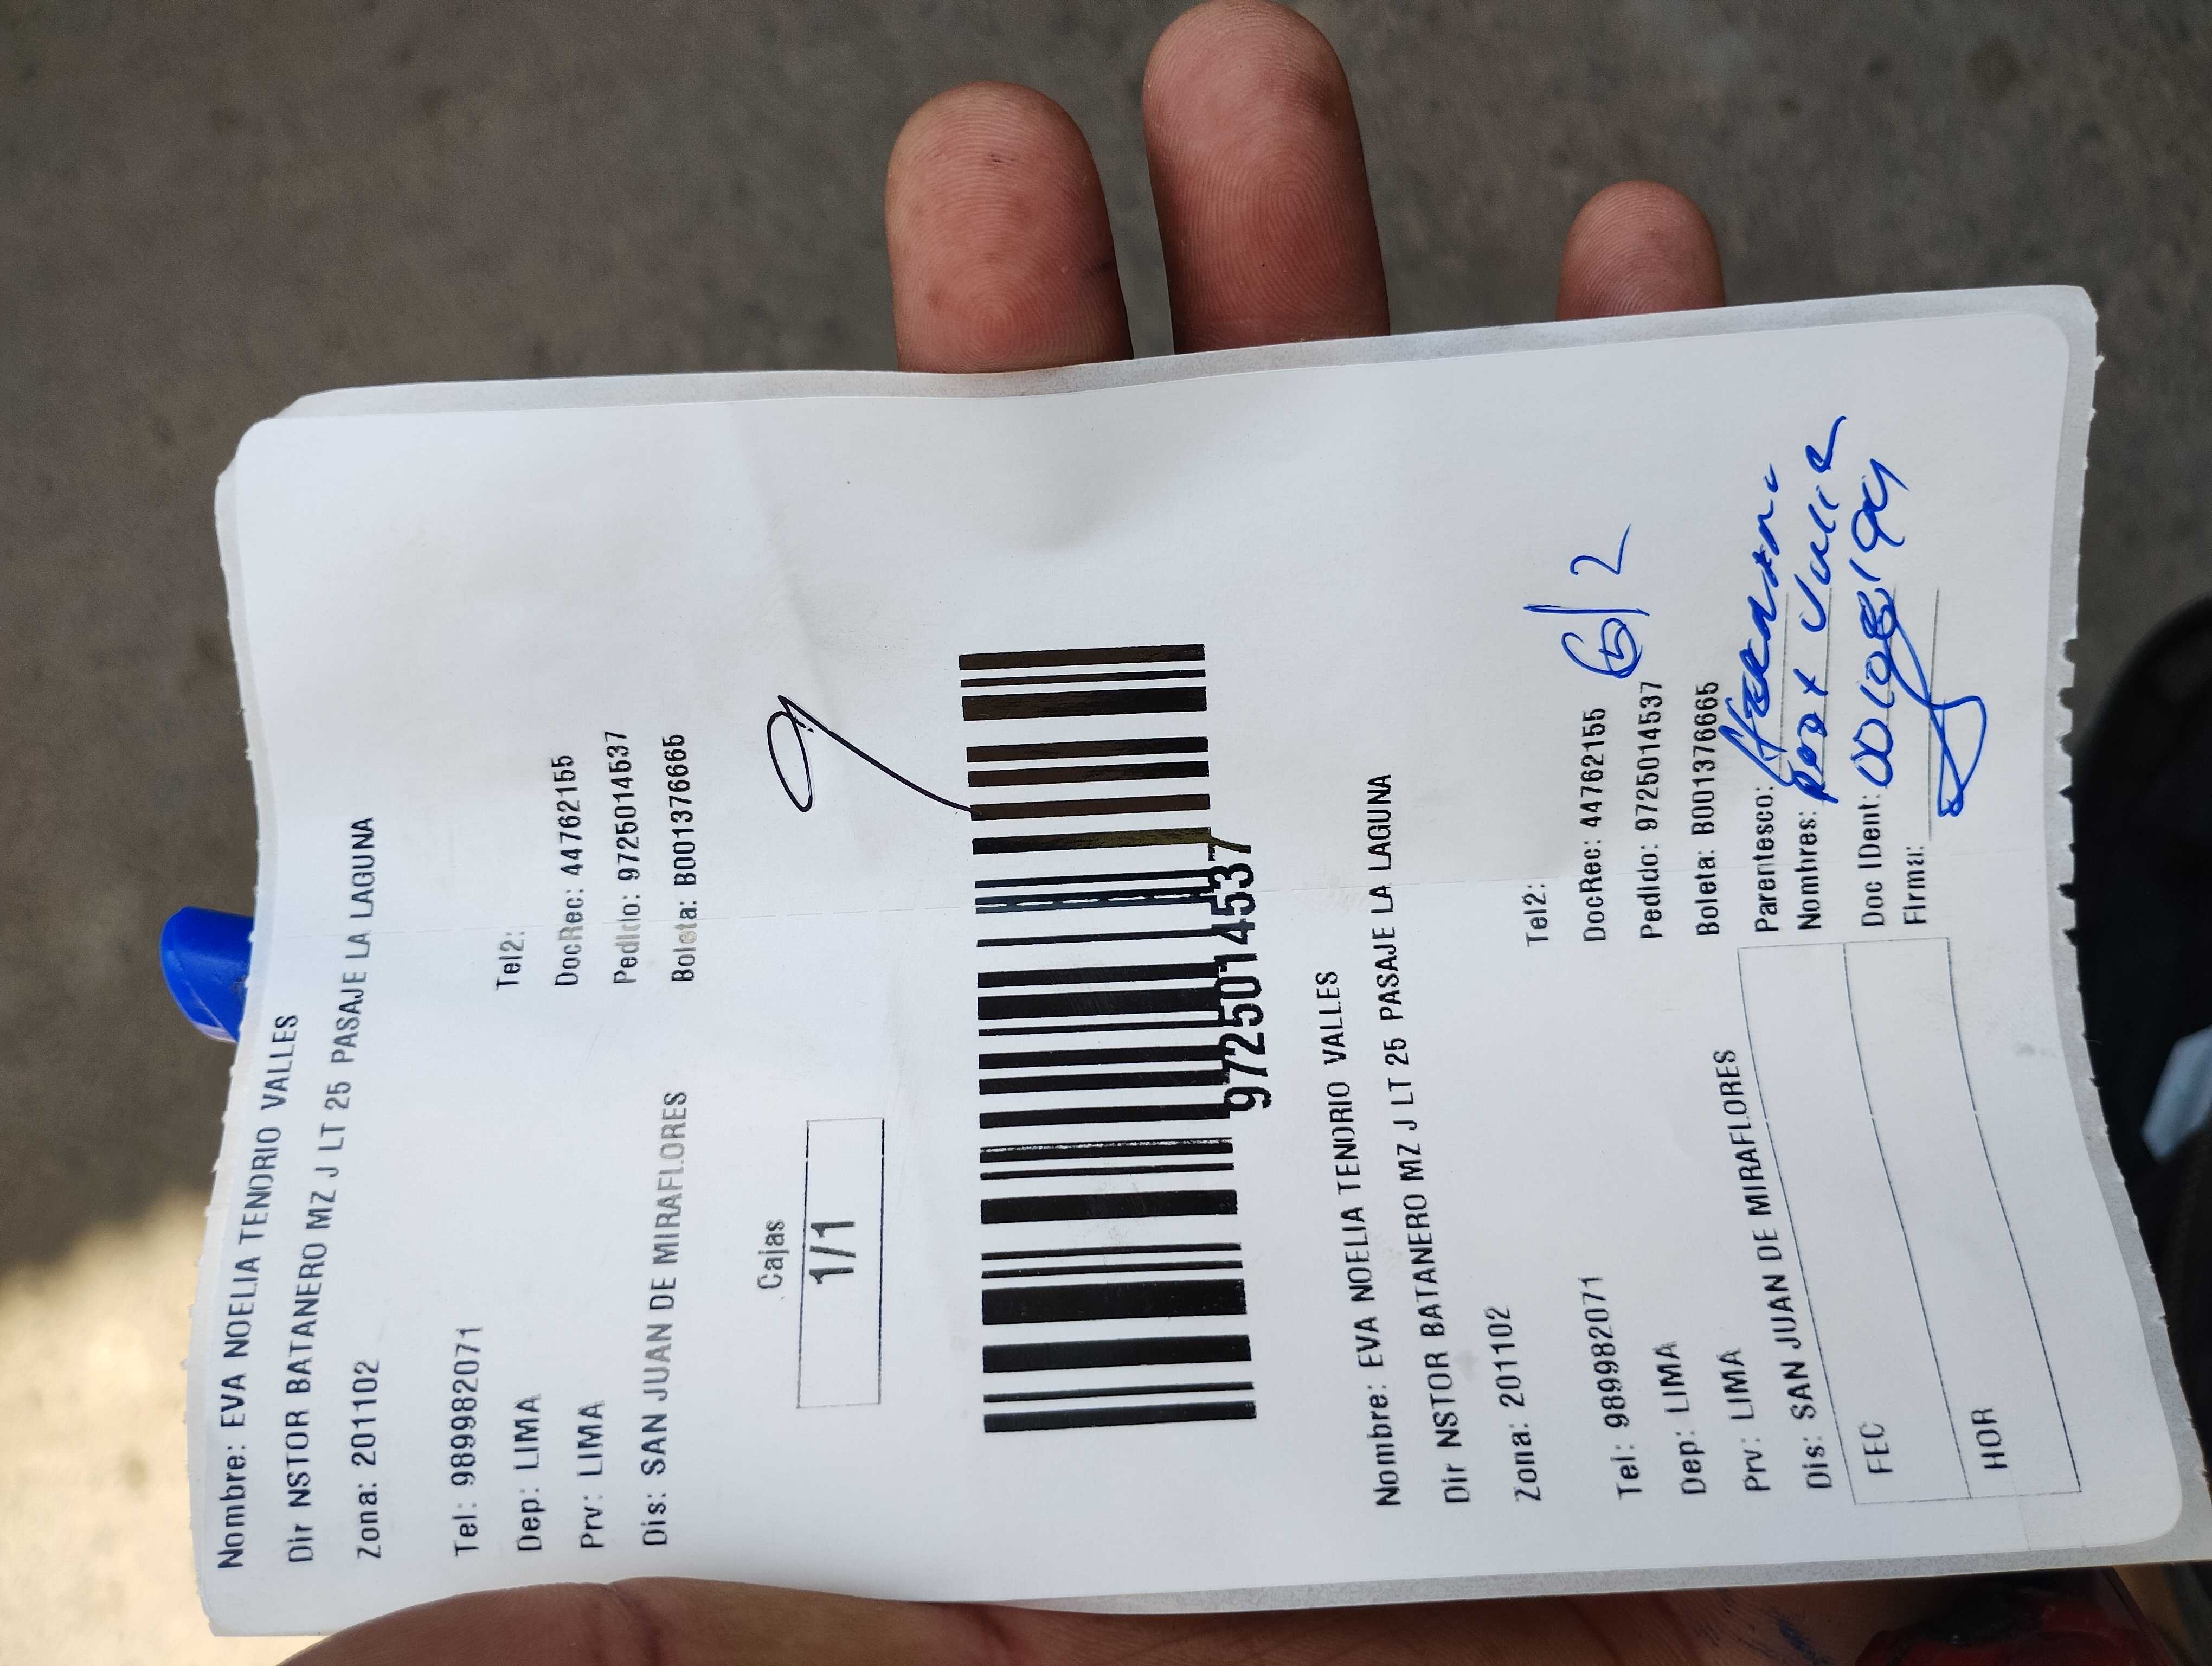 Nombre: EVA NOELIA TENORIO VALLES
Dir NSTOR BATANERO MZ J LT 25 PASAJE LA LAGUNA
Zona: 201102
Tel: 989982071 Tel2:
Dep: LIMA DocRec: 44762155
Prv: LIMA Pedido: 9725014537
Dis: SAN JUAN DE MIRAFLORES Boleta: B001376665
Cajas
1/1
9
9725014537
Nombre: EVA NOELIA TENORIO VALLES
Dir NSTOR BATANERO MZ J LT 25 PASAJE LA LAGUNA
Zona: 201102
Tel: 989982071 Tel2:
Dep: LIMA DocRec: 44762155
Prv: LIMA Pedido: 9725014537
Dis: SAN JUAN DE MIRAFLORES Boleta: B001376665
FEC Parentesco:
Nombres:
HOR Doc IDent:
Firma: